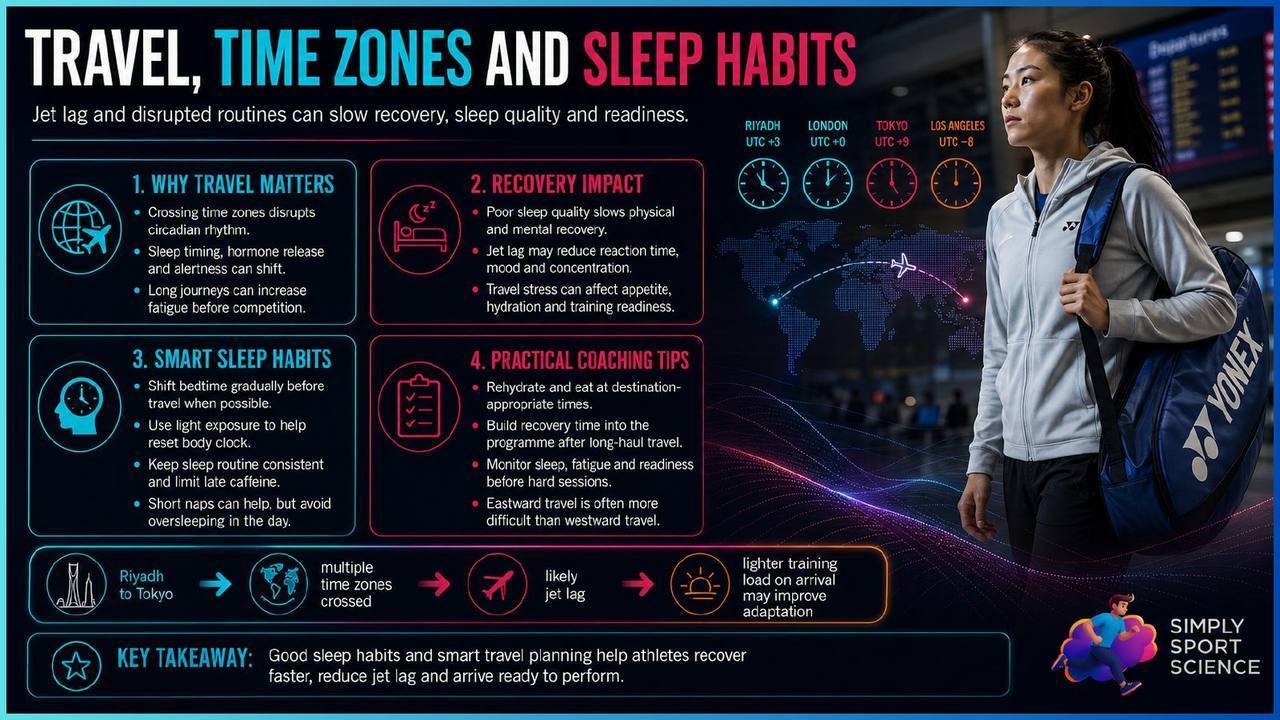 TRAVEL, TIME ZONES AND SLEEP HABITS
Jet lag and disrupted routines can slow recovery, sleep quality and readiness.
1. WHY TRAVEL MATTERS
• Crossing time zones disrupts
circadian rhythm.
• Sleep timing, hormone release
and alertness can shift.
• Long journeys can increase
fatigue before competition.
2. RECOVERY IMPACT
• Poor sleep quality slows physical
and mental recovery.
• Jet lag may reduce reaction time,
mood and concentration.
• Travel stress can affect appetite,
hydration and training readiness.
3. SMART SLEEP HABITS
• Shift bedtime gradually before
travel when possible.
• Use light exposure to help
reset body clock.
• Keep sleep routine consistent
and limit late caffeine.
• Short naps can help, but avoid
oversleeping in the day.
4. PRACTICAL COACHING TIPS
• Rehydrate and eat at destination-
appropriate times.
• Build recovery time into the
programme after long-haul travel.
• Monitor sleep, fatigue and readiness
before hard sessions.
• Eastward travel is often more
difficult than westward travel.
RIYADH
UTC +3
LONDON
UTC +0
TOKYO
UTC +9
LOS ANGELES
UTC −8
Departures
YONEX
Riyadh
to Tokyo
multiple
time zones
crossed
likely
jet lag
lighter training
load on arrival
may improve
adaptation
KEY TAKEAWAY:
Good sleep habits and smart travel planning help athletes recover
faster, reduce jet lag and arrive ready to perform.
SIMPLY
SPORT
SCIENCE